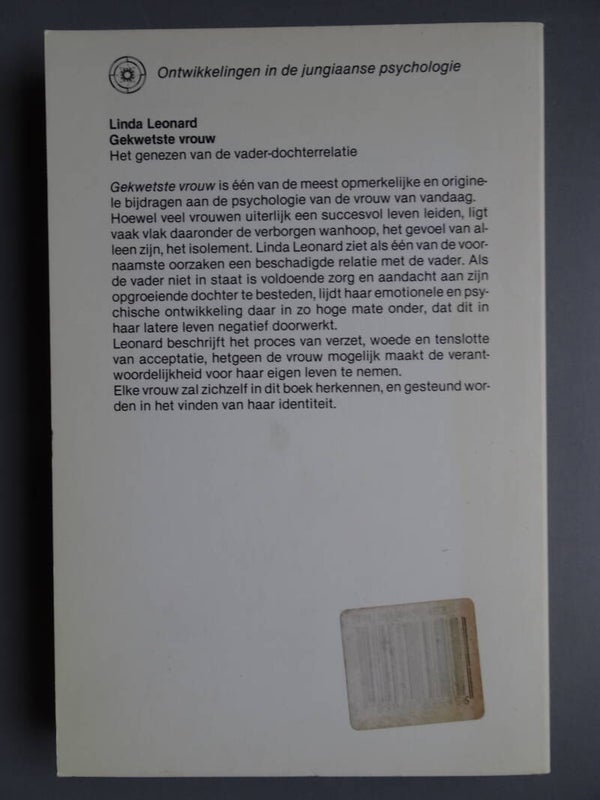 Ontwikkelingen in de jungiaanse psychologie
Linda Leonard
Gekwetste vrouw
Het genezen van de vader-dochterrelatie
Gekwetste vrouw is één van de meest opmerkelijke en origine-
le bijdragen aan de psychologie van de vrouw van vandaag.
Hoewel veel vrouwen uiterlijk een succesvol leven leiden, ligt
vaak vlak daaronder de verborgen wanhoop, het gevoel van al-
leen zijn, het isolement. Linda Leonard ziet als één van de voor-
naamste oorzaken een beschadigde relatie met de vader. Als
de vader niet in staat is voldoende zorg en aandacht aan zijn
opgroeiende dochter te besteden, lijdt haar emotionele en psy-
chische ontwikkeling daar in zo hoge mate onder, dat dit in
haar latere leven negatief doorwerkt.
Leonard beschrijft het proces van verzet, woede en tenslotte
van acceptatie, hetgeen de vrouw mogelijk maakt de verant-
woordelijkheid voor haar eigen leven te nemen.
Elke vrouw zal zichzelf in dit boek herkennen, en gesteund wor-
den in het vinden van haar identiteit.